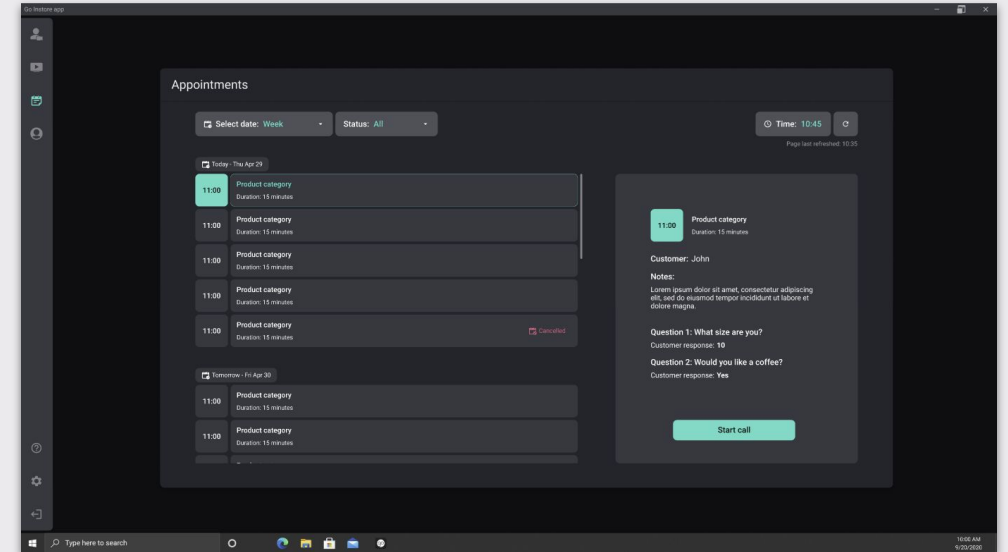 Go Instore app
Appointments
Select date: Week
Status: All
Time: 10:45
Page last refreshed: 10:35
Today - Thu Apr 29
11:00
Product category
Duration: 15 minutes
11:00
Product category
Duration: 15 minutes
11:00
Product category
Duration: 15 minutes
11:00
Product category
Duration: 15 minutes
11:00
Product category
Duration: 15 minutes
Cancelled
Tomorrow - Fri Apr 30
11:00
Product category
Duration: 15 minutes
11:00
Product category
Duration: 15 minutes
11:00
Product category
Duration: 15 minutes
Customer: John
Notes:
Lorem ipsum dolor sit amet, consectetur adipiscing
elit, sed do eiusmod tempor incididunt ut labore et
dolore magna.
Question 1: What size are you?
Customer response: 10
Question 2: Would you like a coffee?
Customer response: Yes
Start call
Type here to search
10:00 AM
9/20/2020